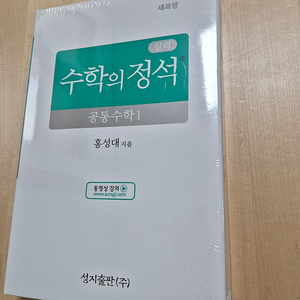 새과정
실력
수학의 정석
공통수학 1
홍성대 지음
동영상 강의
www.sungji.com
성지출판(주)